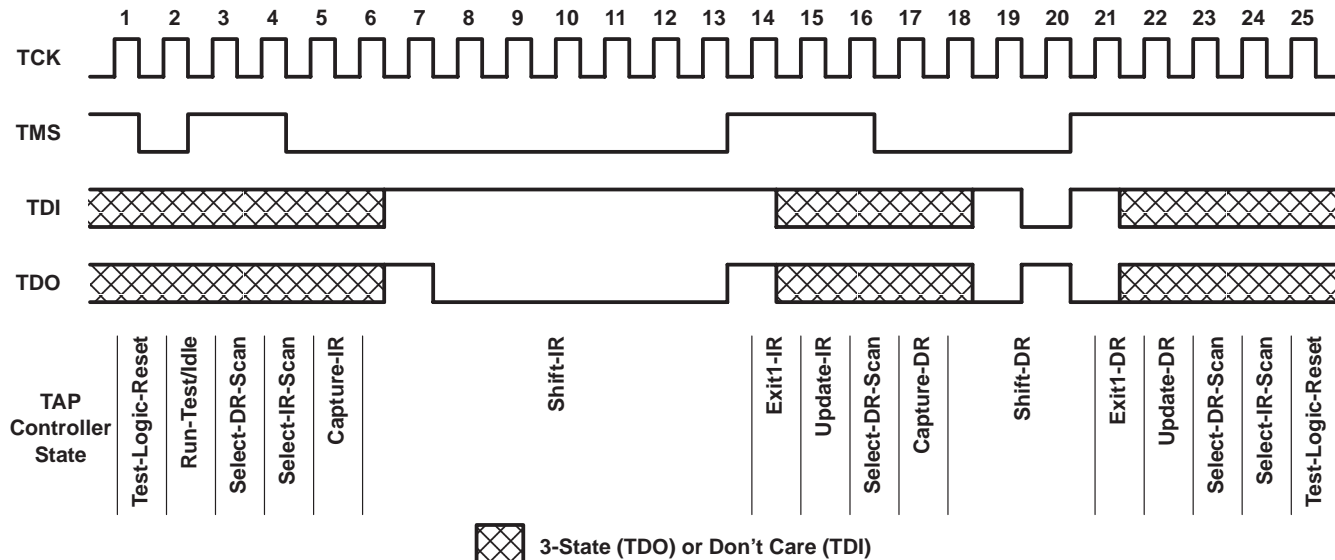 1 2 3 4 5 6 7 8 9 10 11 12 13 14 15 16 17 18 19 20 21 22 23 24 25
TCK
TMS
TDI
TDO
TAP
Controller
State
Test-Logic-Reset
Run-Test/Idle
Select-DR-Scan
Select-IR-Scan
Capture-IR
Shift-IR
Exit1-IR
Update-IR
Select-DR-Scan
Capture-DR
Shift-DR
Exit1-DR
Update-DR
Select-DR-Scan
Select-IR-Scan
Test-Logic-Reset
3-State (TDO) or Don't Care (TDI)